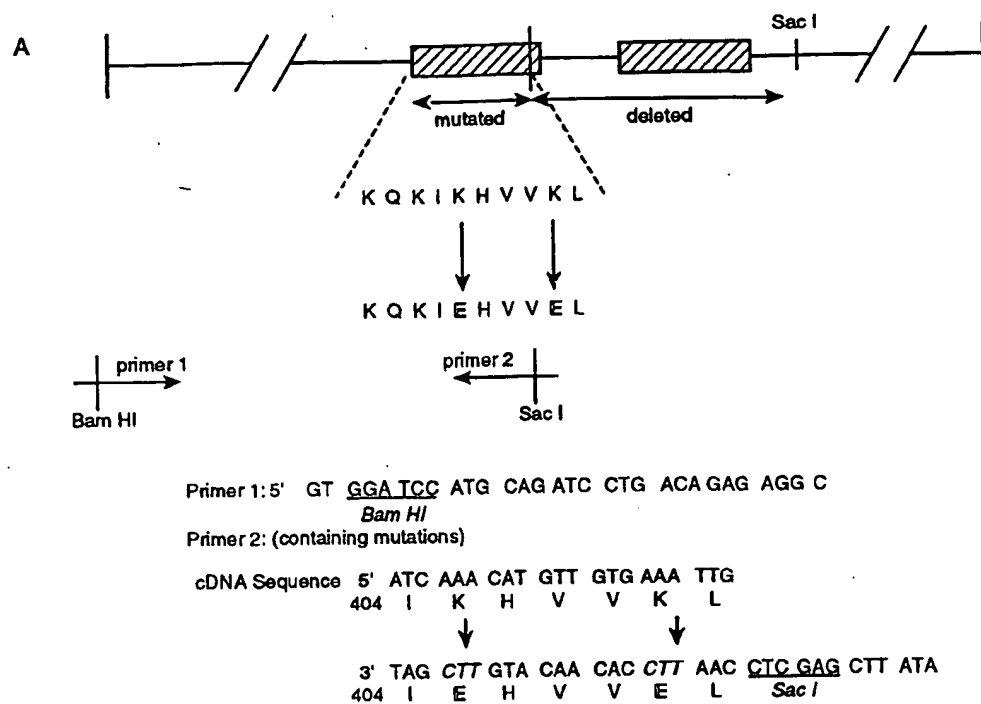 A
Sac I
mutated
deleted
K Q K I K H V V K L
K Q K I E H V V E L
primer 1
primer 2
Bam HI
Sac I
Primer 1: 5' GT GGA TCC ATG CAG ATC CTG ACA GAG AGG C
Bam HI
Primer 2: (containing mutations)
cDNA Sequence 5' ATC AAA CAT GTT GTG AAA TTG
404 I K H V V K L
3' TAG CTT GTA CAA CAC CTT AAC CTC GAG CTT ATA
404 I E H V V E L Sac I